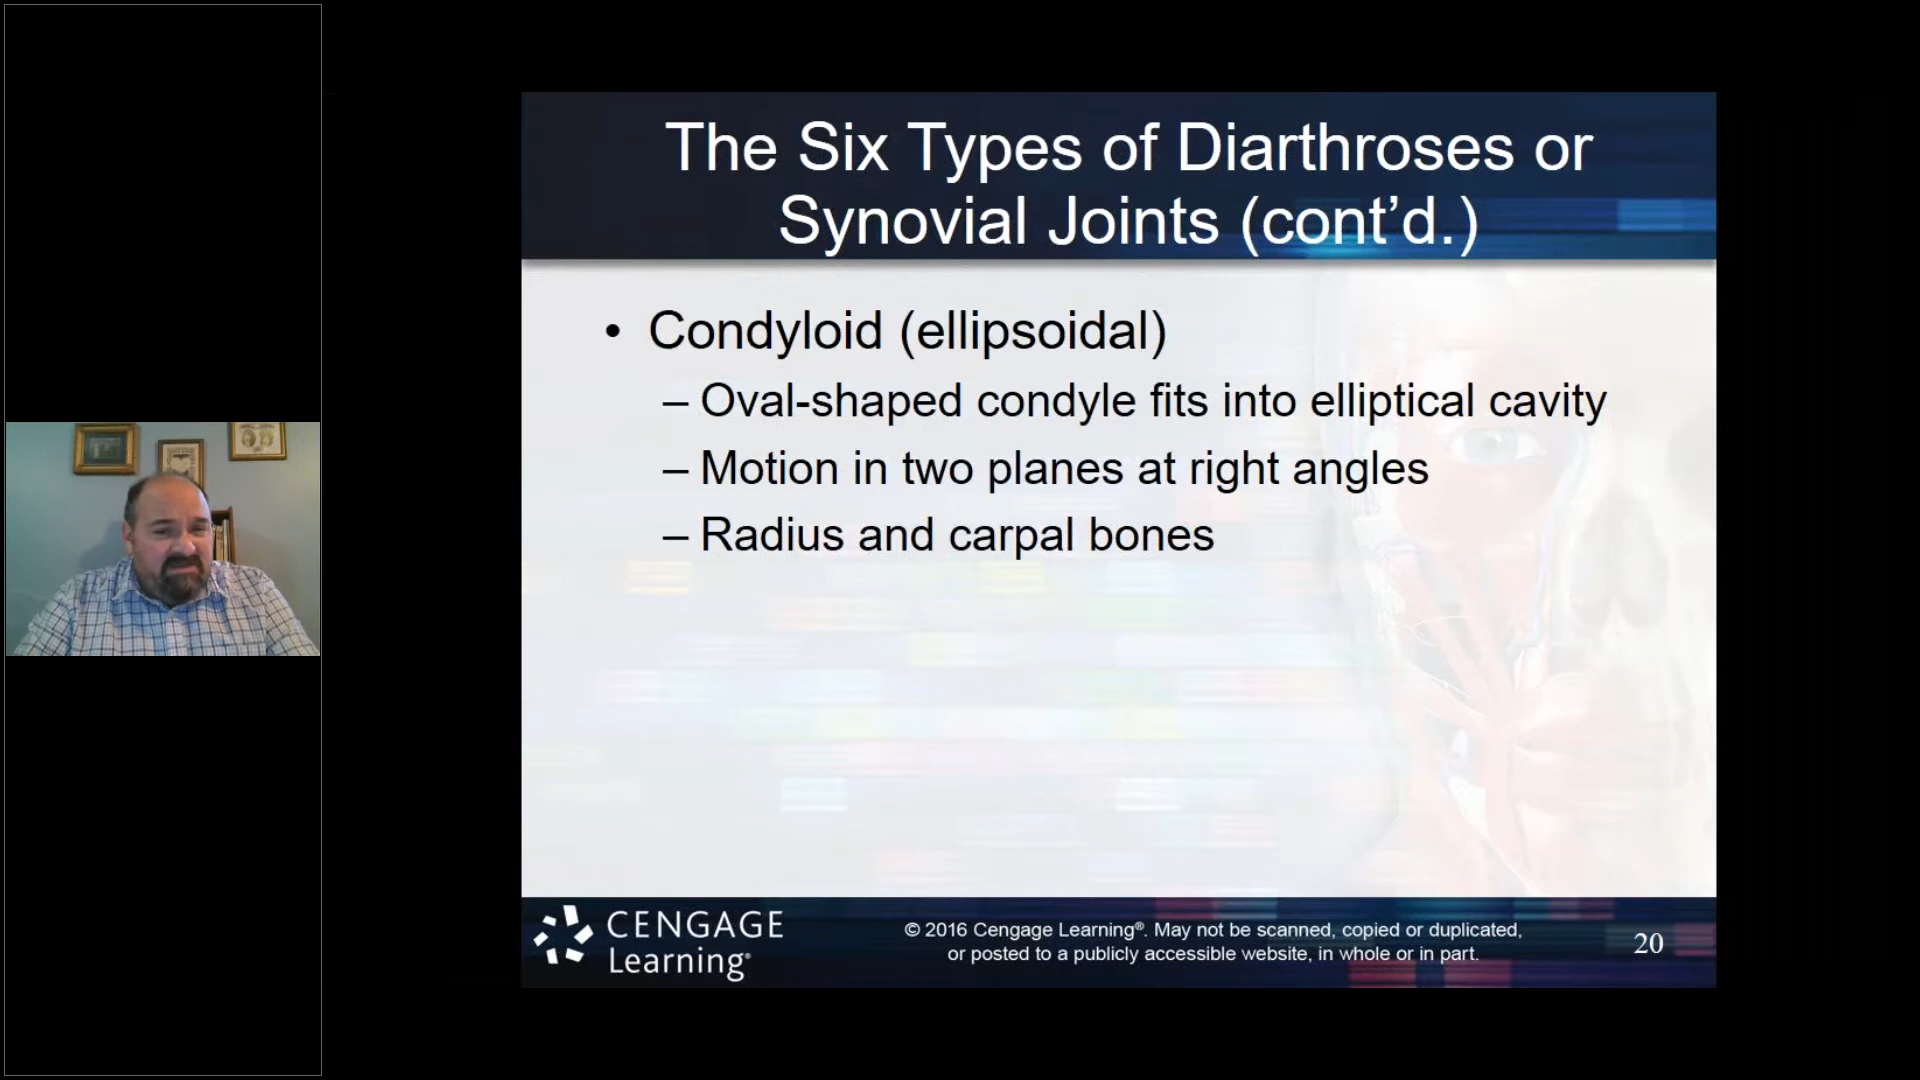 The Six Types of Diarthroses or
Synovial Joints (cont’d.)
• Condyloid (ellipsoidal)
– Oval-shaped condyle fits into elliptical cavity
– Motion in two planes at right angles
– Radius and carpal bones
CENGAGE
Learning®
© 2016 Cengage Learning®. May not be scanned, copied or duplicated,
or posted to a publicly accessible website, in whole or in part.
20